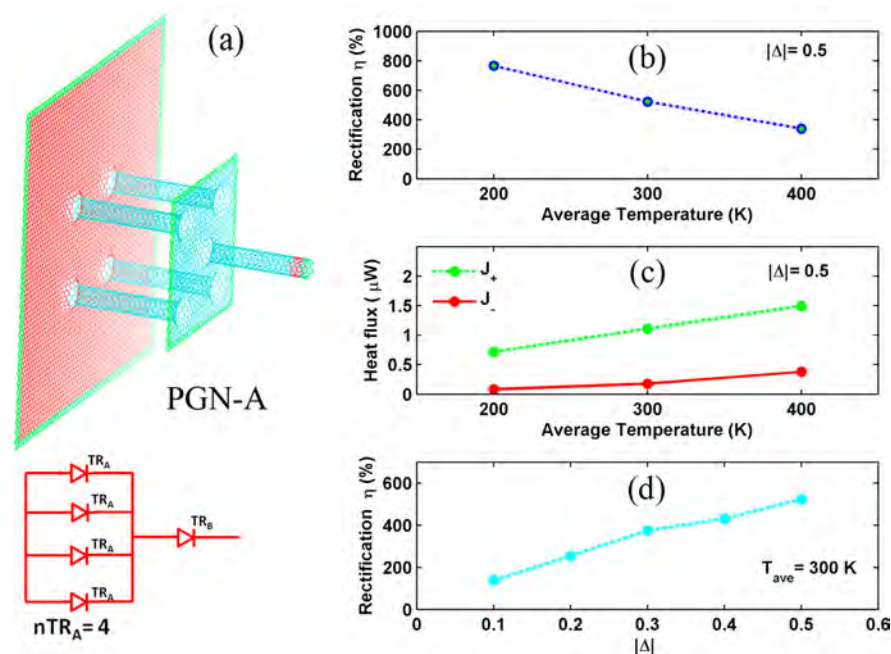 (a)
PGN-A
TR_A
TR_A
TR_A
TR_A
TR_B
nTR_A= 4
1000
800
600
400
200
0
Rectification η (%)
(b)
|Δ|= 0.5
200
300
400
Average Temperature (K)
2
1.5
1
0.5
0
Heat flux ( μW)
J_+
J_-
(c)
|Δ|= 0.5
200
300
400
Average Temperature (K)
600
400
200
0
Rectification η (%)
(d)
T_ave = 300 K
0
0.1
0.2
0.3
0.4
0.5
0.6
|Δ|